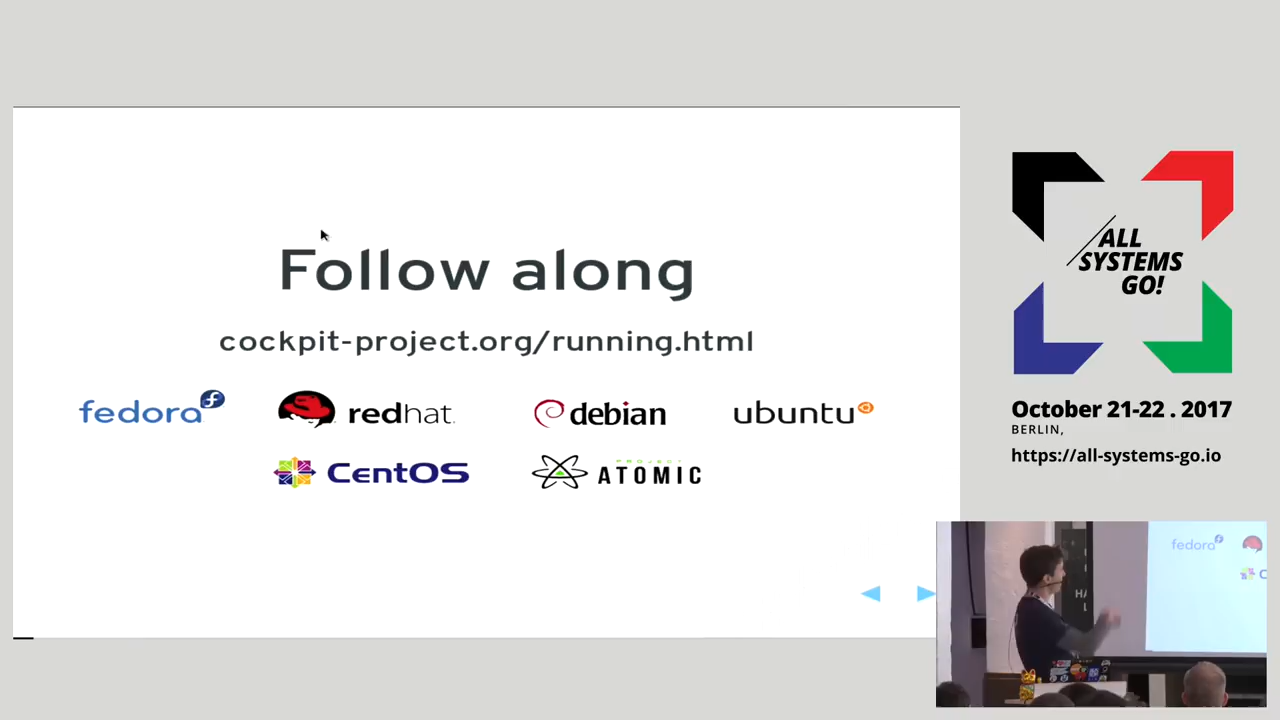 Follow along
cockpit-project.org/running.html
fedora
redhat.
debian
ubuntu
CentOS
PROJECT
ATOMIC
ALL
SYSTEMS
GO!
October 21-22 . 2017
BERLIN,
https://all-systems-go.io
fedora